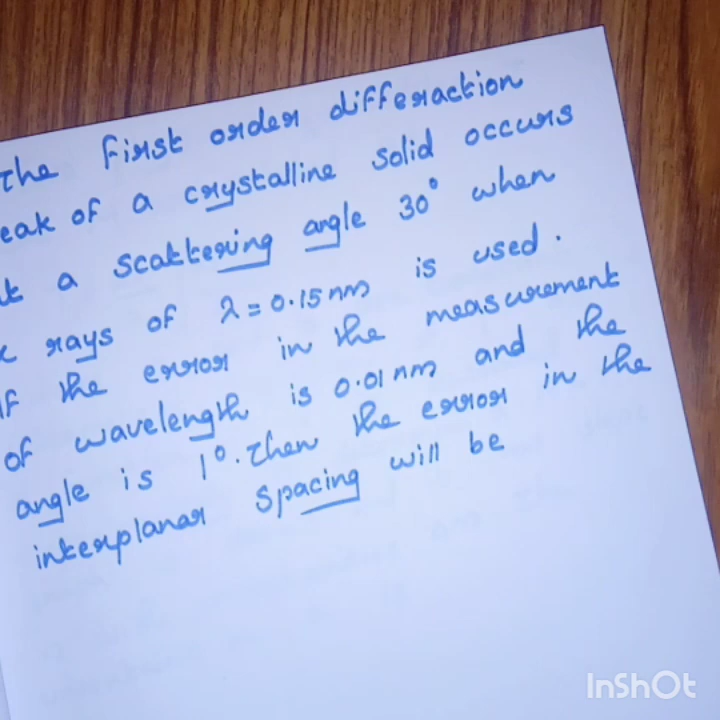 The first order differaction
eak of a crystalline solid occurs
at a scattering angle 30° when
x rays of λ = 0.15 nm is used.
If the error in the measurement
of wavelength is 0.01 nm and the
angle is 1°. Then the error in the
interplanar spacing will be
InShOt